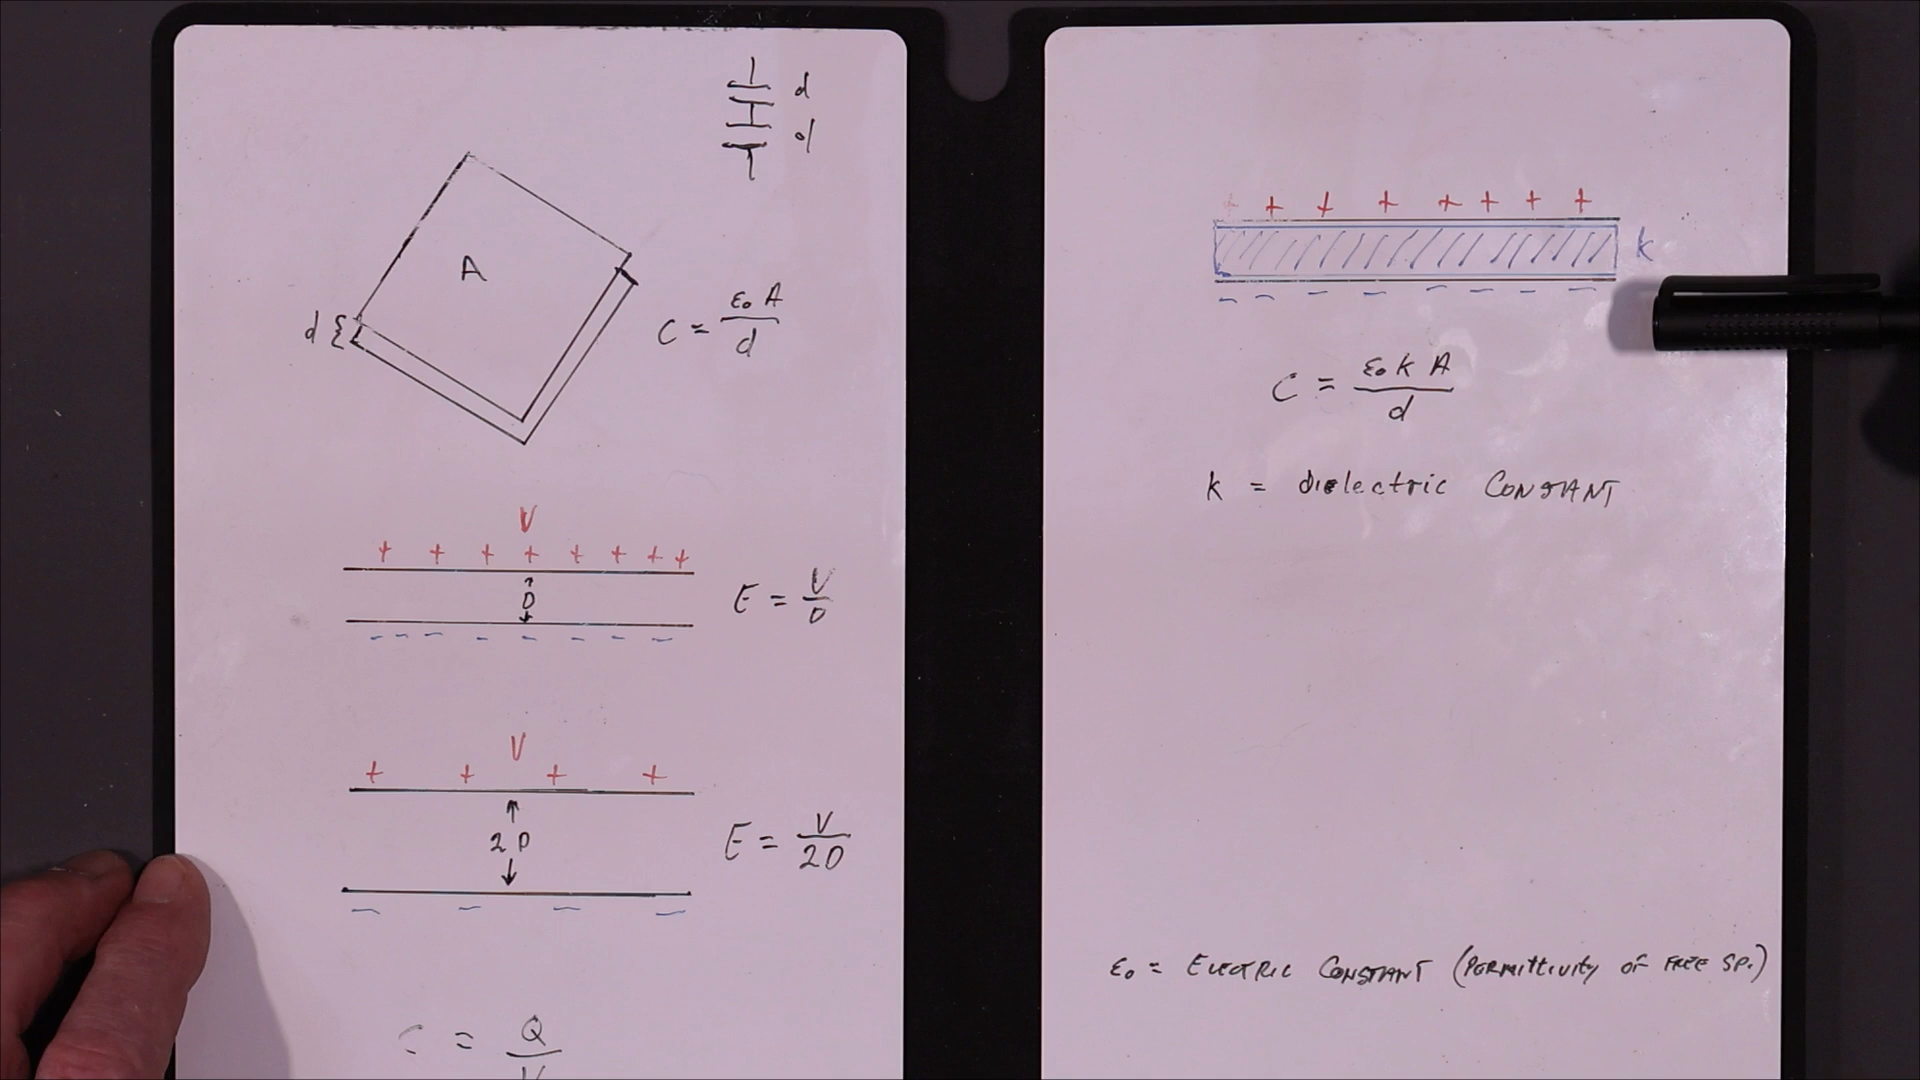 d
d
A
d {
C = ε₀ A / d
V
+ + + + + + + +
D
E = V / D
- - - - - - - -
V
+ + + +
2D
E = V / 2D
- - - -
C = Q / V
+ + + + + + + +
k
- - - - - - - -
C = ε₀ k A / d
k = dielectric CONSTANT
ε₀ = ELECTRIC CONSTANT (PERMITTIVITY OF FREE SP.)